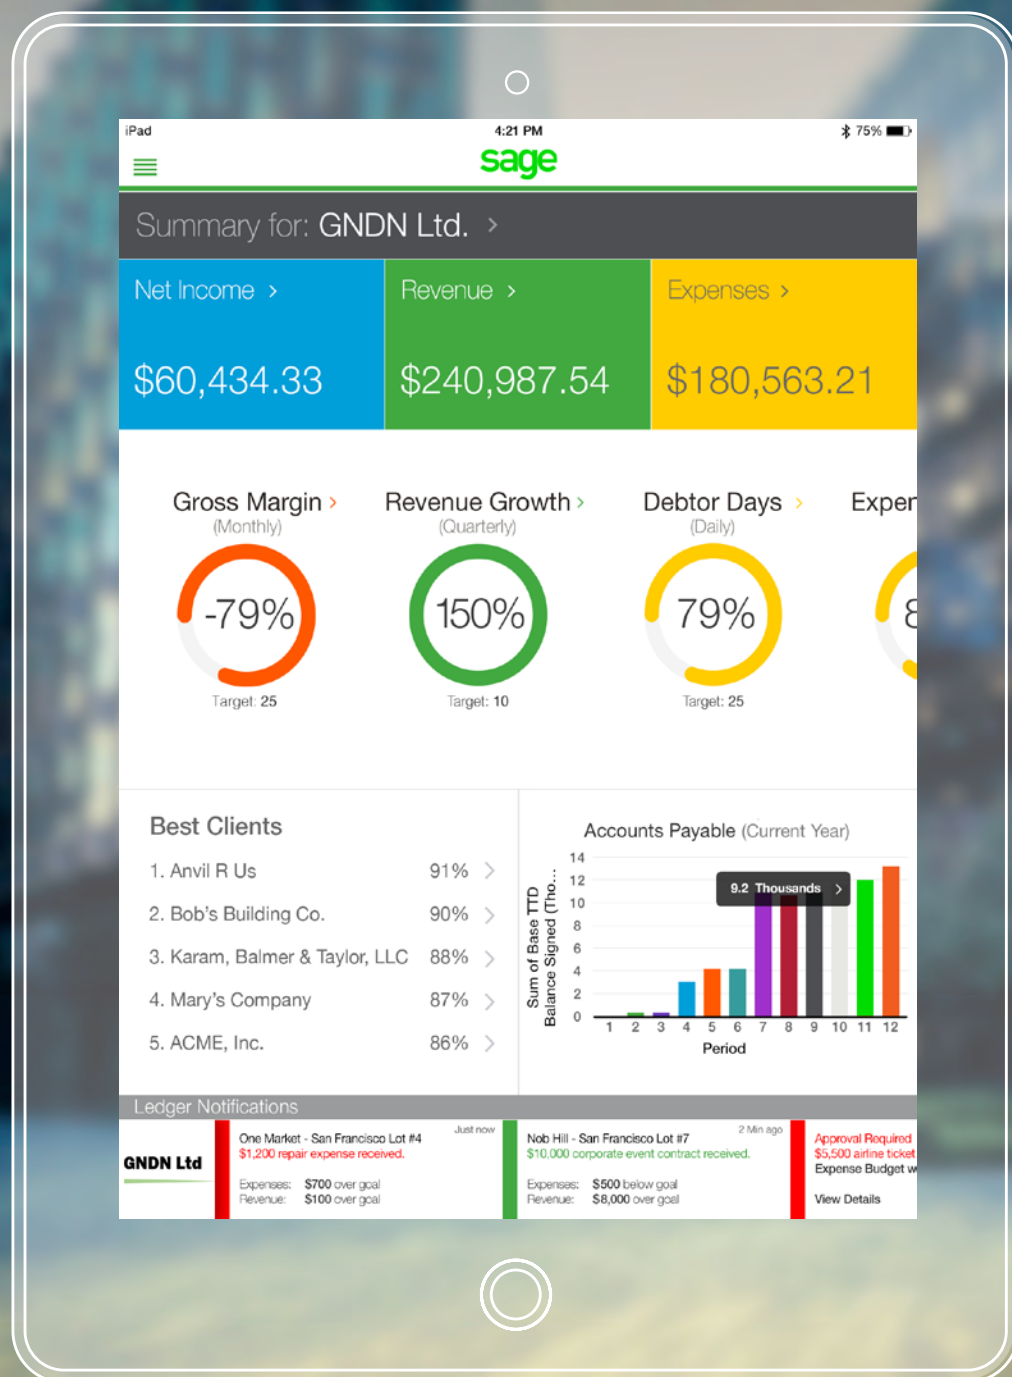 iPad
4:21 PM
75%
sage
Summary for: GNDN Ltd. >
Net Income >
$60,434.33
Revenue >
$240,987.54
Expenses >
$180,563.21
Gross Margin >
(Monthly)
-79%
Target: 25
Revenue Growth >
(Quarterly)
150%
Target: 10
Debtor Days >
(Daily)
79%
Target: 25
Exper
8
Best Clients
1. Anvil R Us 91% >
2. Bob's Building Co. 90% >
3. Karam, Balmer & Taylor, LLC 88% >
4. Mary's Company 87% >
5. ACME, Inc. 86% >
Accounts Payable (Current Year)
Sum of Base TTD
Balance Signed (Tho...
14
12
10
8
6
4
2
0
9.2 Thousands >
1 2 3 4 5 6 7 8 9 10 11 12
Period
Ledger Notifications
GNDN Ltd
Just now
One Market - San Francisco Lot #4
$1,200 repair expense received.
Expenses: $700 over goal
Revenue: $100 over goal
2 Min ago
Nob Hill - San Francisco Lot #7
$10,000 corporate event contract received.
Expenses: $500 below goal
Revenue: $8,000 over goal
Approval Required
$5,500 airline ticket
Expense Budget w
View Details